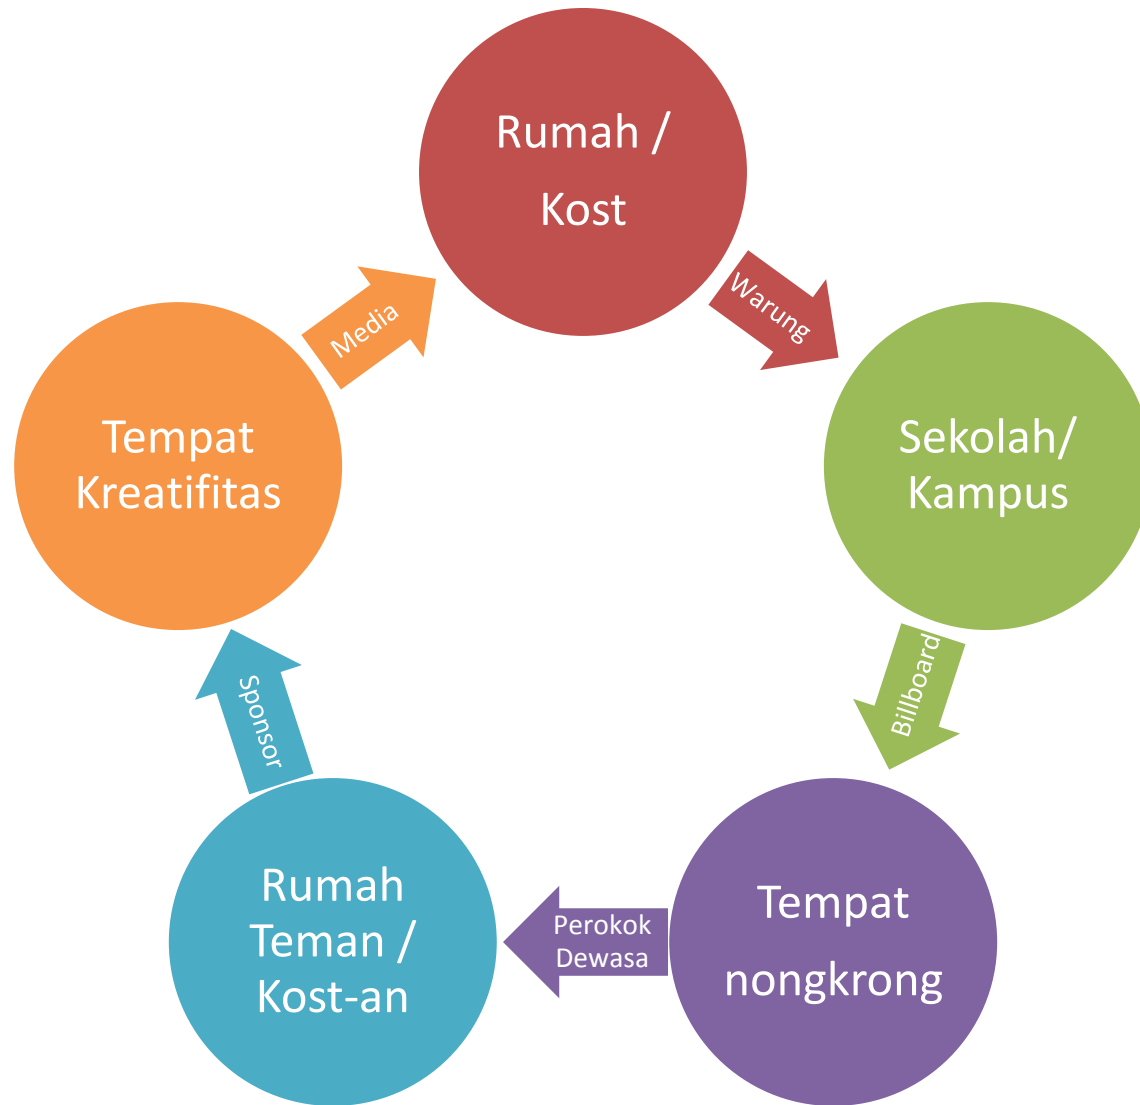 Rumah /
Kost
Warung
Sekolah/
Kampus
Billboard
Tempat
nongkrong
Perokok
Dewasa
Rumah
Teman /
Kost-an
Sponsor
Tempat
Kreatifitas
Media